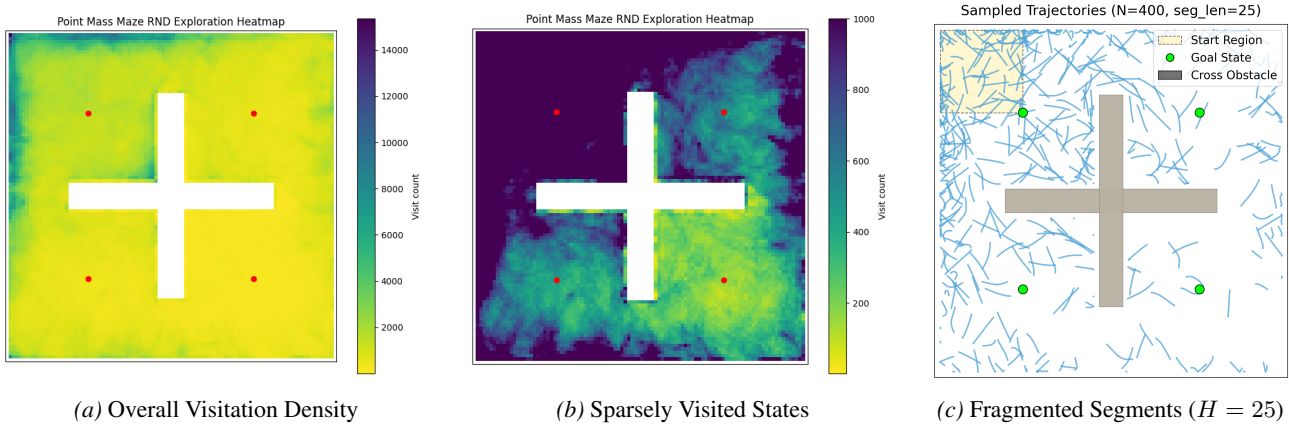 Point Mass Maze RND Exploration Heatmap
14000
12000
10000
8000
6000
4000
2000
Visit count
(a) Overall Visitation Density
Point Mass Maze RND Exploration Heatmap
1000
800
600
400
200
Visit count
(b) Sparsely Visited States
Sampled Trajectories (N=400, seg_len=25)
Start Region
Goal State
Cross Obstacle
(c) Fragmented Segments (H = 25)